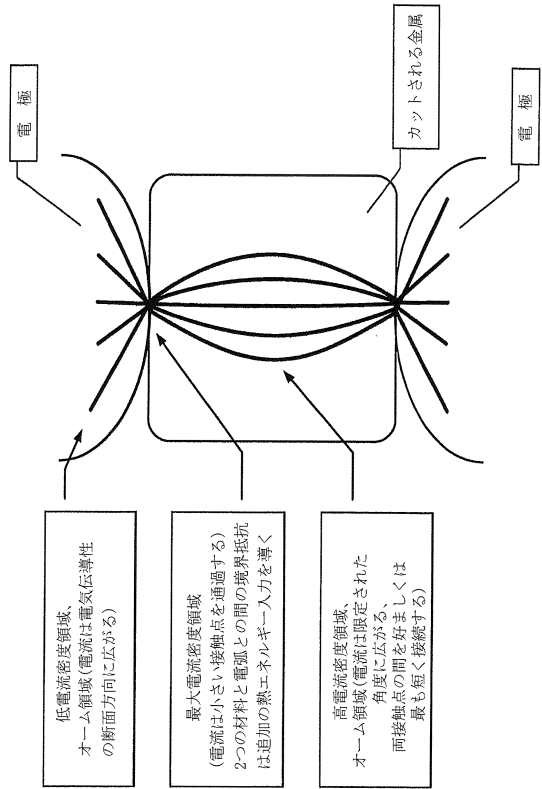 低電流密度領域、
オーム領域(電流は電気伝導性
の断面方向に広がる)
最大電流密度領域
(電流は小さい接触点を通過する)
2つの材料と電弧との間の境界抵抗
は追加の熱エネルギー入力を導く
高電流密度領域、
オーム領域(電流は限定された
角度に広がる、
両接触点の間を好ましくは
最も短く接続する)
電 極
カットされる金属
電 極